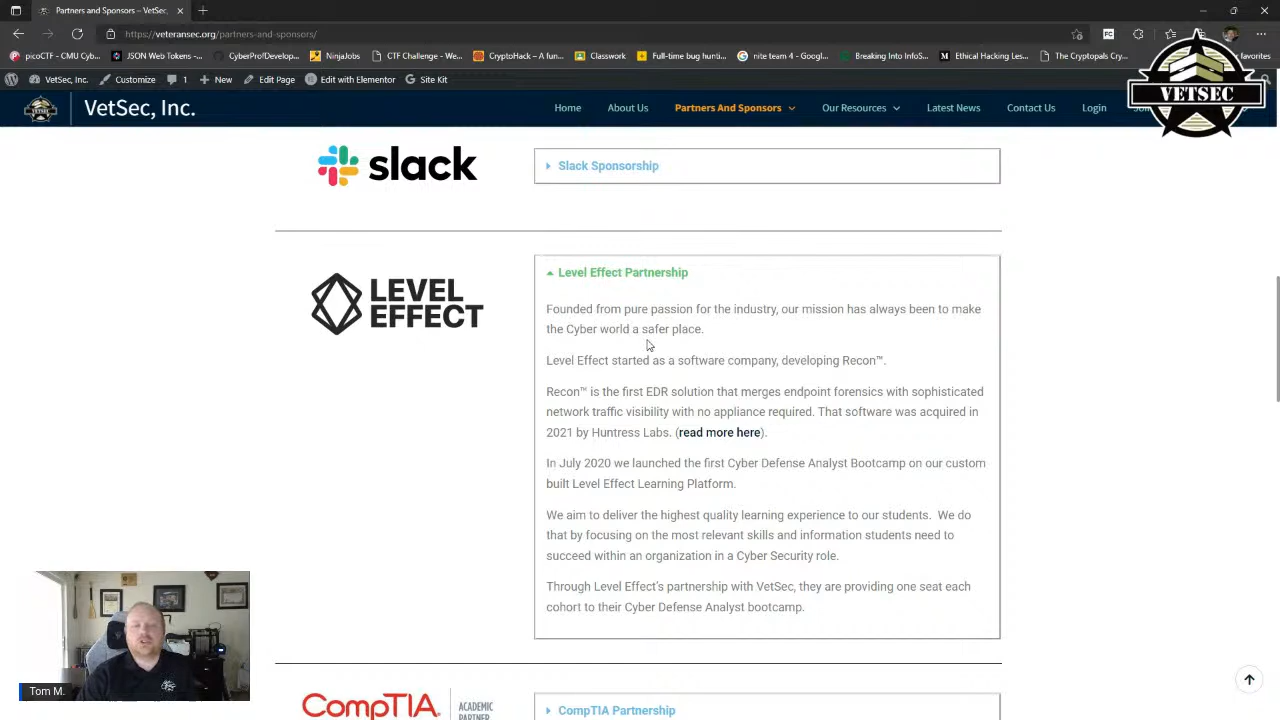 Partners and Sponsors – VetSec
https://veteransec.org/partners-and-sponsors/
picoCTF - CMU Cyb...
JSON Web Tokens -...
CyberProfDevelop...
NinjaJobs
CTF Challenge - We...
CryptoHack – A fun...
Classwork
Full-time bug hunti...
nite team 4 - Googl...
Breaking Into InfoS...
Ethical Hacking Les...
The Cryptopals Cry...
avorites
VetSec, Inc.
Customize
1
New
Edit Page
Edit with Elementor
Site Kit
VETSEC
VetSec, Inc.
Home
About Us
Partners And Sponsors
Our Resources
Latest News
Contact Us
Login
slack
Slack Sponsorship
LEVEL
EFFECT
Level Effect Partnership
Founded from pure passion for the industry, our mission has always been to make
the Cyber world a safer place.
Level Effect started as a software company, developing Recon™.
Recon™ is the first EDR solution that merges endpoint forensics with sophisticated
network traffic visibility with no appliance required. That software was acquired in
2021 by Huntress Labs. (read more here).
In July 2020 we launched the first Cyber Defense Analyst Bootcamp on our custom
built Level Effect Learning Platform.
We aim to deliver the highest quality learning experience to our students. We do
that by focusing on the most relevant skills and information students need to
succeed within an organization in a Cyber Security role.
Through Level Effect's partnership with VetSec, they are providing one seat each
cohort to their Cyber Defense Analyst bootcamp.
Tom M.
CompTIA.
ACADEMIC
PARTNER
CompTIA Partnership